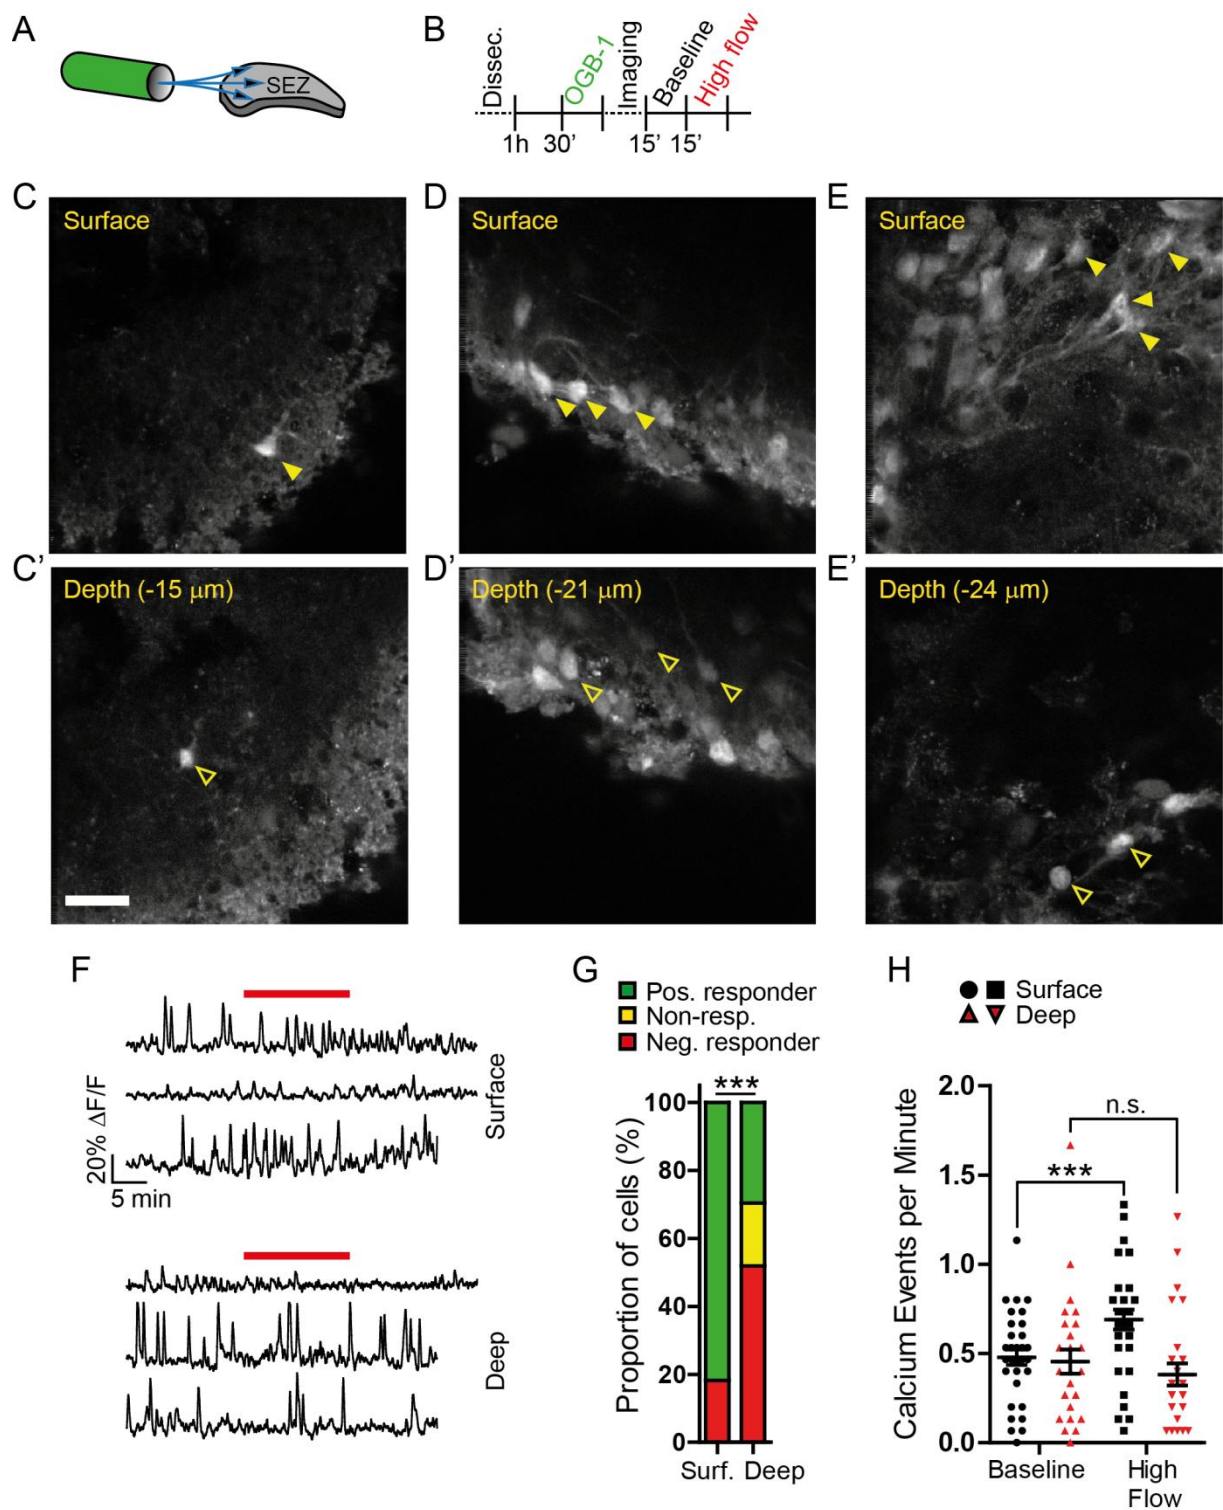 A
SEZ
B
Dissec.
OGB-1
Imaging
Baseline
High flow
1h 30’ 15’ 15’
C
Surface
D
Surface
E
Surface
C’
Depth (-15 μm)
D’
Depth (-21 μm)
E’
Depth (-24 μm)
F
Surface
20% ΔF/F
5 min
Deep
G
Pos. responder
Non-resp.
Neg. responder
***
Proportion of cells (%)
100
80
60
40
20
0
Surf. Deep
H
Surface
Deep
Calcium Events per Minute
2.0
1.5
1.0
0.5
0.0
n.s.
***
Baseline
High
Flow